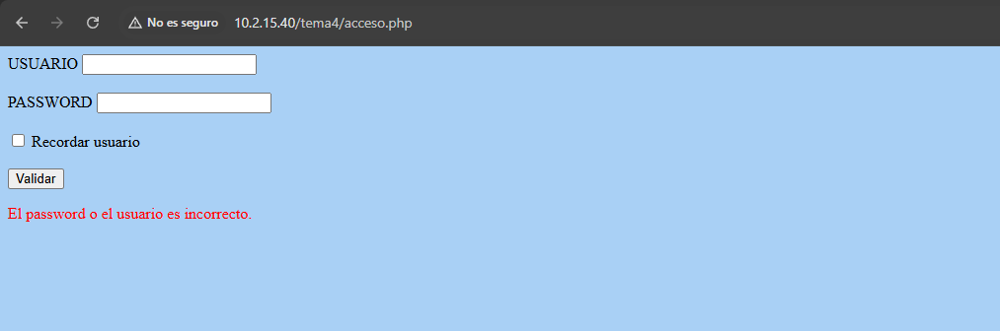 No es seguro 10.2.15.40/tema4/acceso.php
USUARIO
PASSWORD
Recordar usuario
Validar
El password o el usuario es incorrecto.